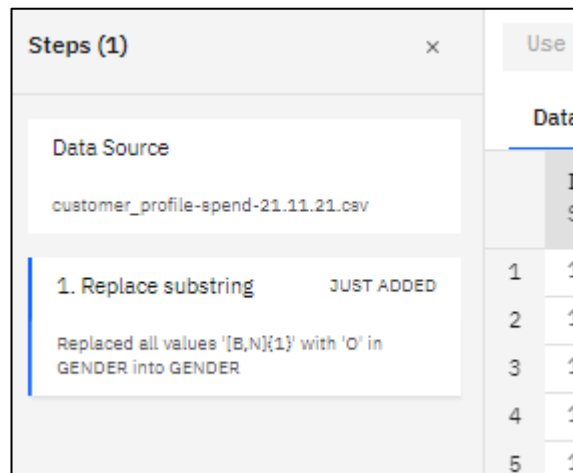 Steps (1)
×
Use
Data Source
Data
customer_profile-spend-21.11.21.csv
1. Replace substring
JUST ADDED
Replaced all values '[B,N]{1}' with 'O' in
GENDER into GENDER
1
2
3
4
5